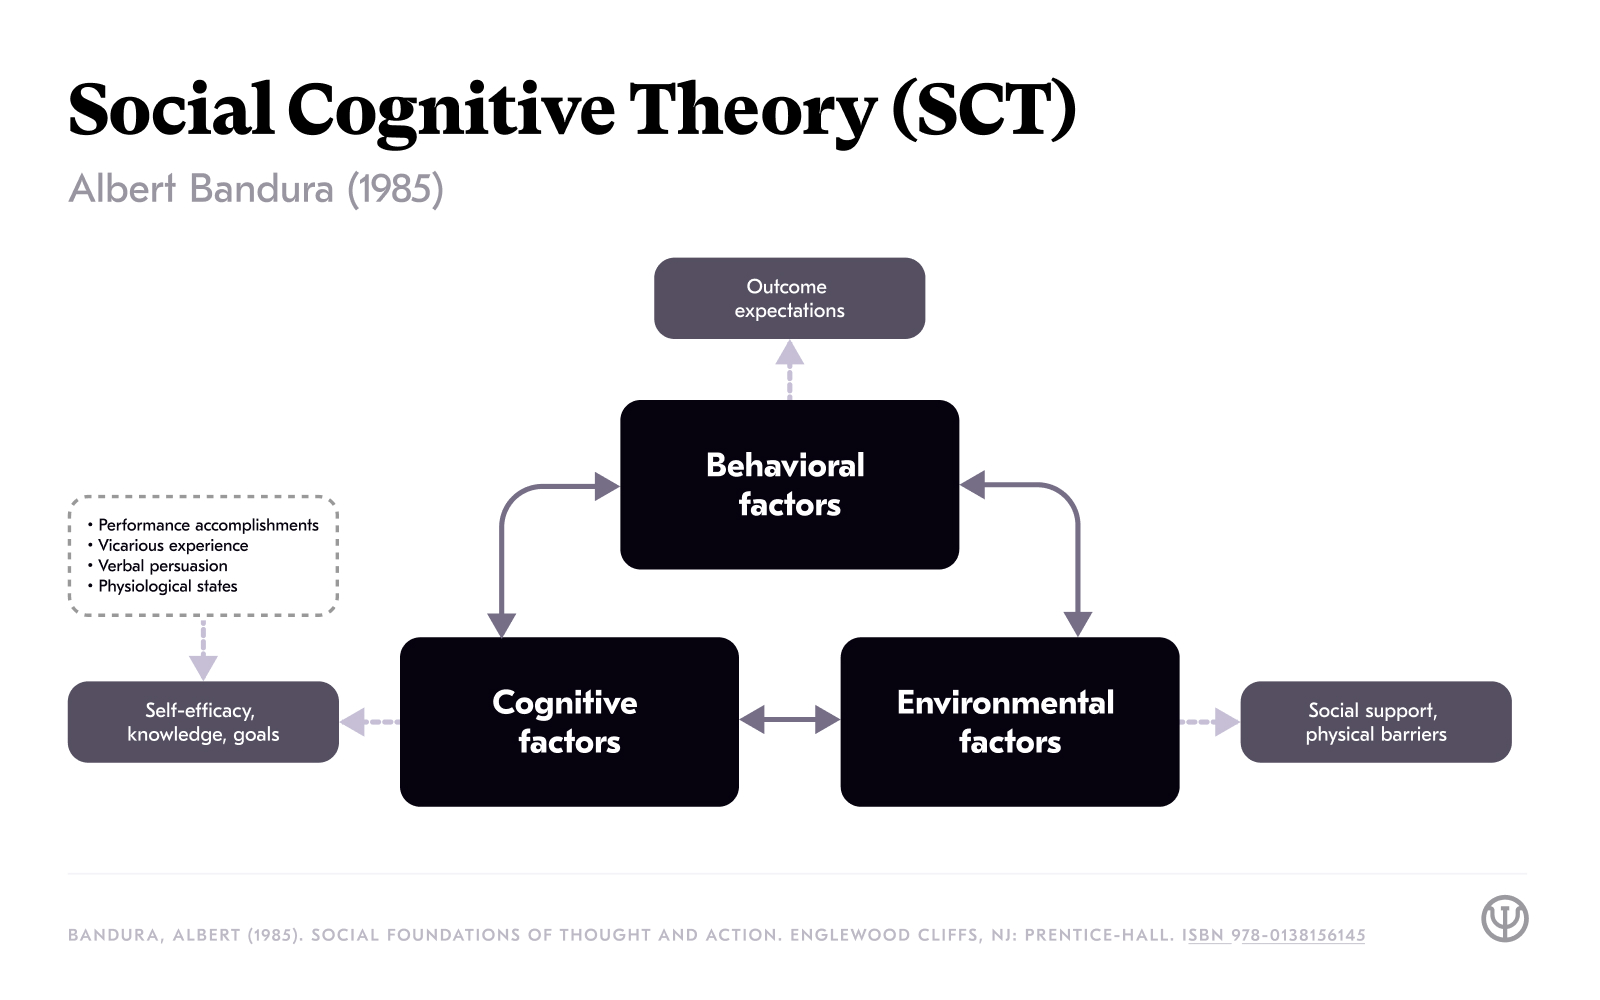 Social Cognitive Theory (SCT)
Albert Bandura (1985)
Outcome
expectations
Behavioral
factors
• Performance accomplishments
• Vicarious experience
• Verbal persuasion
• Physiological states
Self-efficacy,
knowledge, goals
Cognitive
factors
Environmental
factors
Social support,
physical barriers
BANDURA, ALBERT (1985). SOCIAL FOUNDATIONS OF THOUGHT AND ACTION. ENGLEWOOD CLIFFS, NJ: PRENTICE-HALL. ISBN 978-0138156145